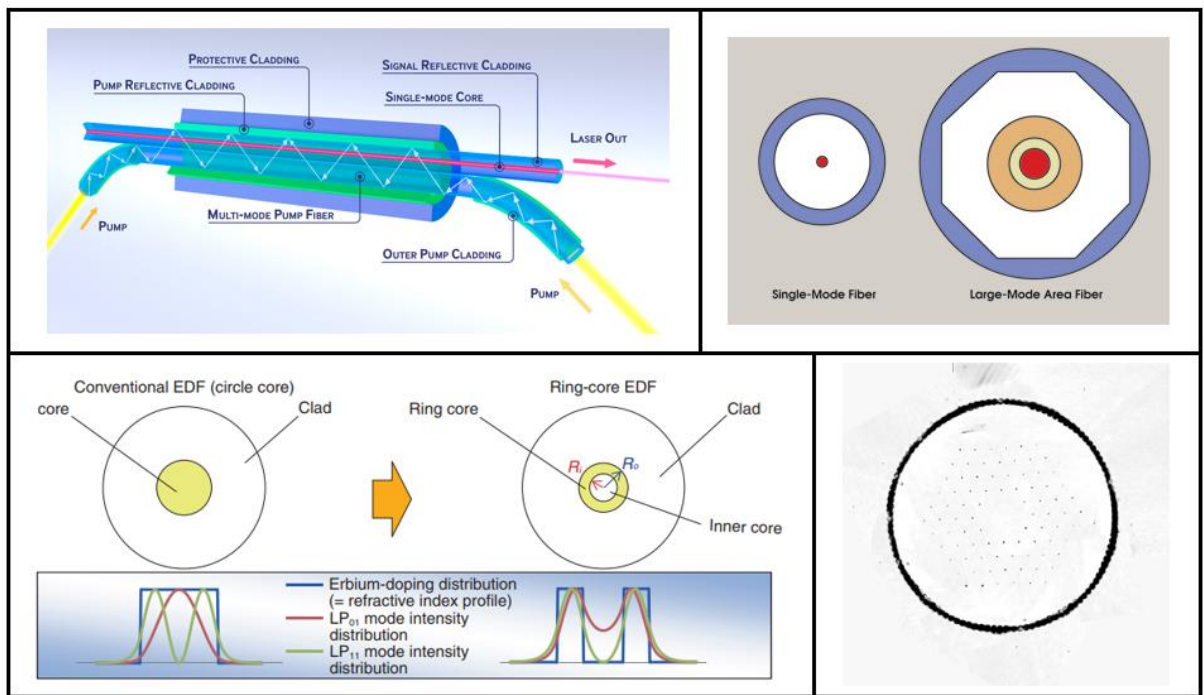 PROTECTIVE CLADDING
SIGNAL REFLECTIVE CLADDING
PUMP REFLECTIVE CLADDING
SINGLE-MODE CORE
LASER OUT
MULTI-MODE PUMP FIBER
PUMP
OUTER PUMP CLADDING
PUMP
Single-Mode Fiber
Large-Mode Area Fiber
Conventional EDF (circle core)
core
Clad
Ring-core EDF
Ring core
Clad
Ri
Ro
Inner core
Erbium-doping distribution
(= refractive index profile)
LP01 mode intensity
distribution
LP11 mode intensity
distribution